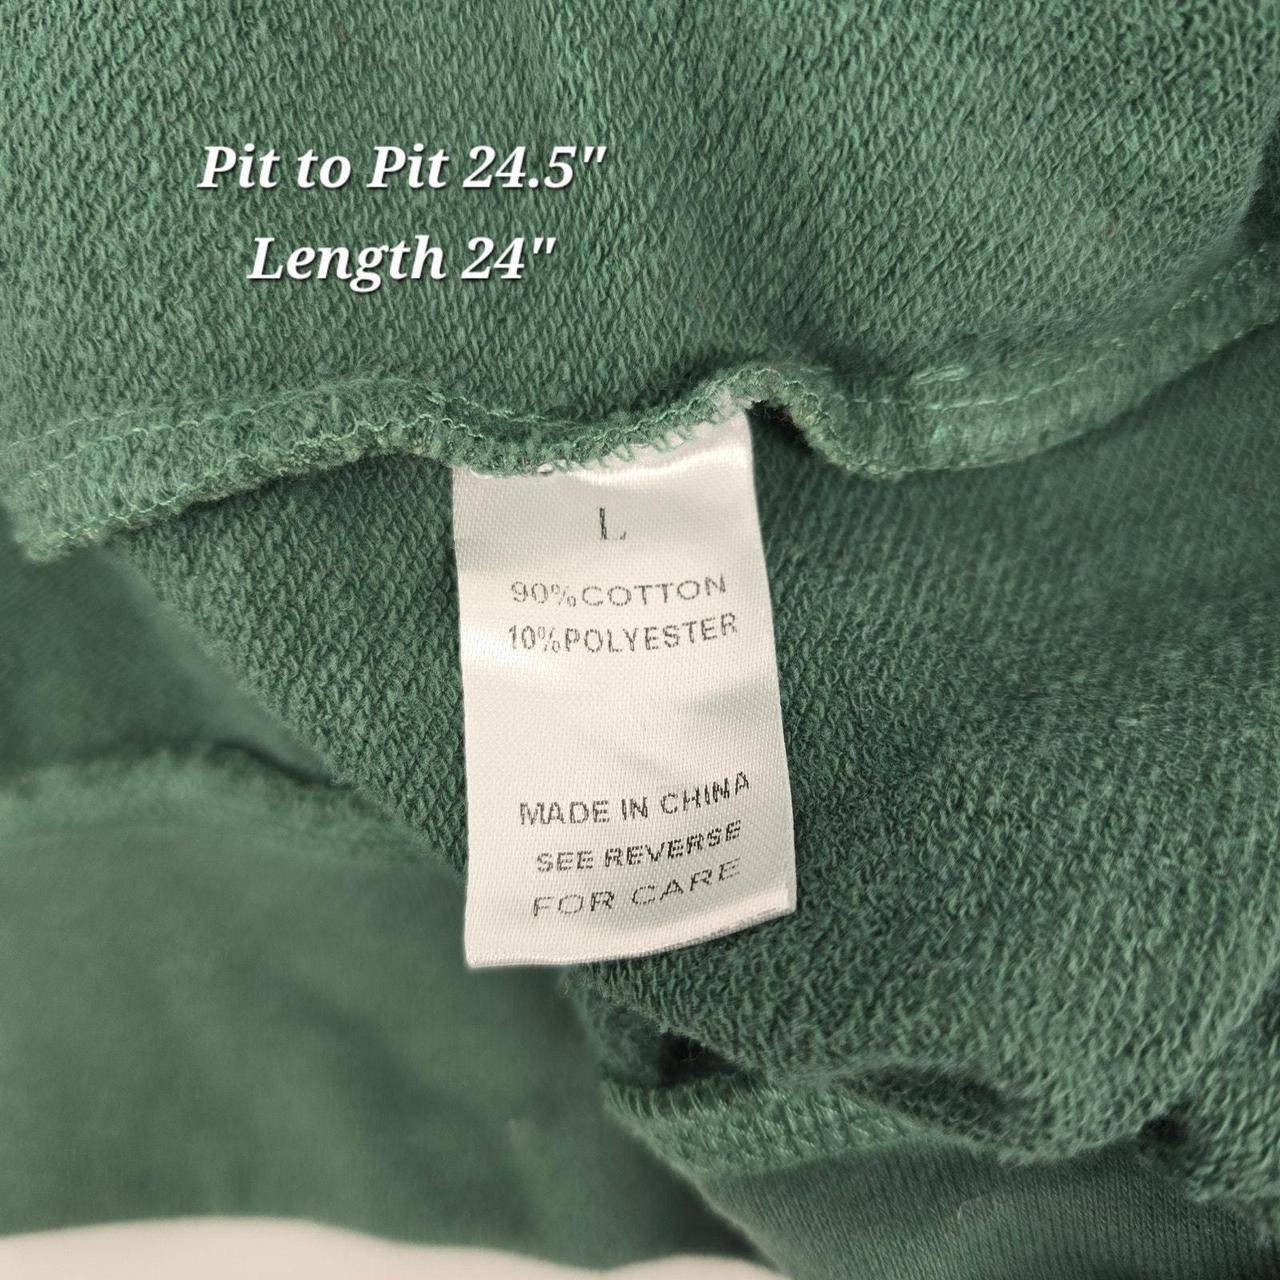 Pit to Pit 24.5"
Length 24"
L
90%COTTON
10%POLYESTER
MADE IN CHINA
SEE REVERSE
FOR CARE